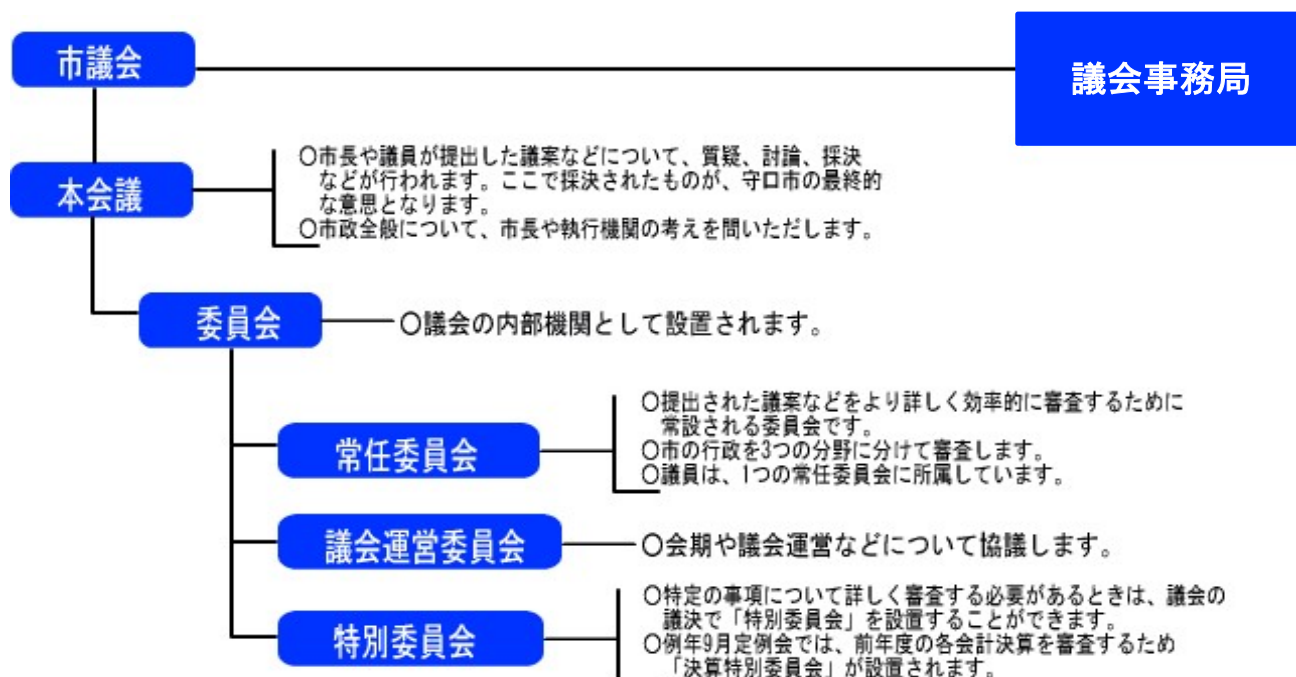 市議会
議会事務局
本会議
〇市長や議員が提出した議案などについて、質疑、討論、採決
などが行われます。ここで採決されたものが、守口市の最終的
な意思となります。
〇市政全般について、市長や執行機関の考えを問いただします。
委員会
〇議会の内部機関として設置されます。
常任委員会
〇提出された議案などをより詳しく効率的に審査するために
常設される委員会です。
〇市の行政を3つの分野に分けて審査します。
〇議員は、1つの常任委員会に所属しています。
議会運営委員会
〇会期や議会運営などについて協議します。
特別委員会
〇特定の事項について詳しく審査する必要があるときは、議会の
議決で「特別委員会」を設置することができます。
〇例年9月定例会では、前年度の各会計決算を審査するため
「決算特別委員会」が設置されます。